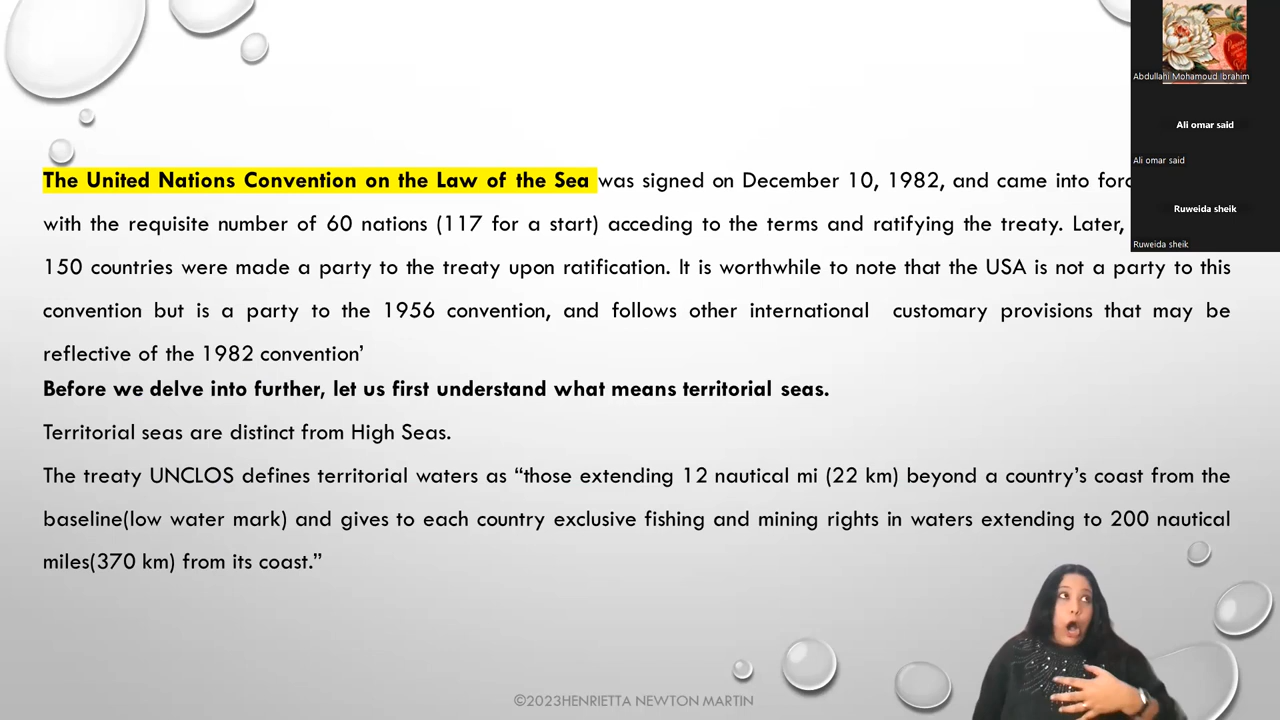 The United Nations Convention on the Law of the Sea was signed on December 10, 1982, and came into
with the requisite number of 60 nations (117 for a start) acceding to the terms and ratifying the treaty. Later,
150 countries were made a party to the treaty upon ratification. It is worthwhile to note that the USA is not a party to this
convention but is a party to the 1956 convention, and follows other international customary provisions that may be
reflective of the 1982 convention’
Before we delve into further, let us first understand what means territorial seas.
Territorial seas are distinct from High Seas.
The treaty UNCLOS defines territorial waters as “those extending 12 nautical mi (22 km) beyond a country’s coast from the
baseline(low water mark) and gives to each country exclusive fishing and mining rights in waters extending to 200 nautical
miles(370 km) from its coast.”
©2023HENRIETTA NEWTON MARTIN
Abdullahi Mohamoud Ibrahim
Ali omar said
Ali omar said
Ruweida sheik
Ruweida sheik